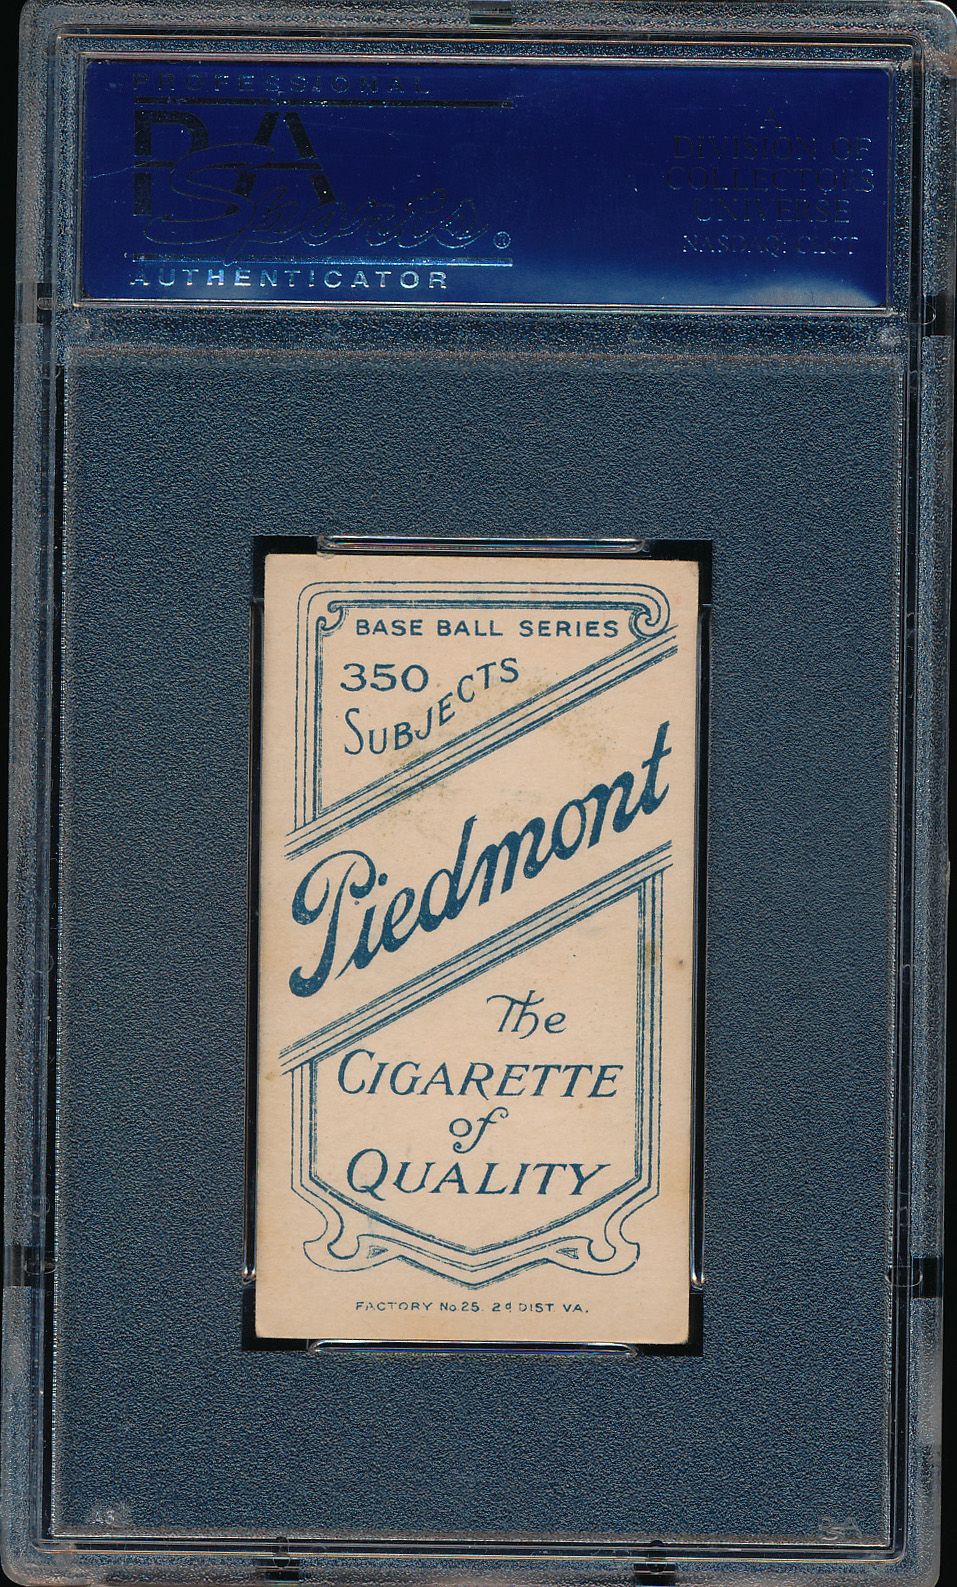 PROFESSIONAL
PSA
Sports®
AUTHENTICATOR
A
DIVISION OF
COLLECTORS
UNIVERSE
NASDAQ: CLCT
BASE BALL SERIES
350
SUBJECTS
Piedmont
The
CIGARETTE
of
QUALITY
FACTORY No. 25. 2d DIST. VA.